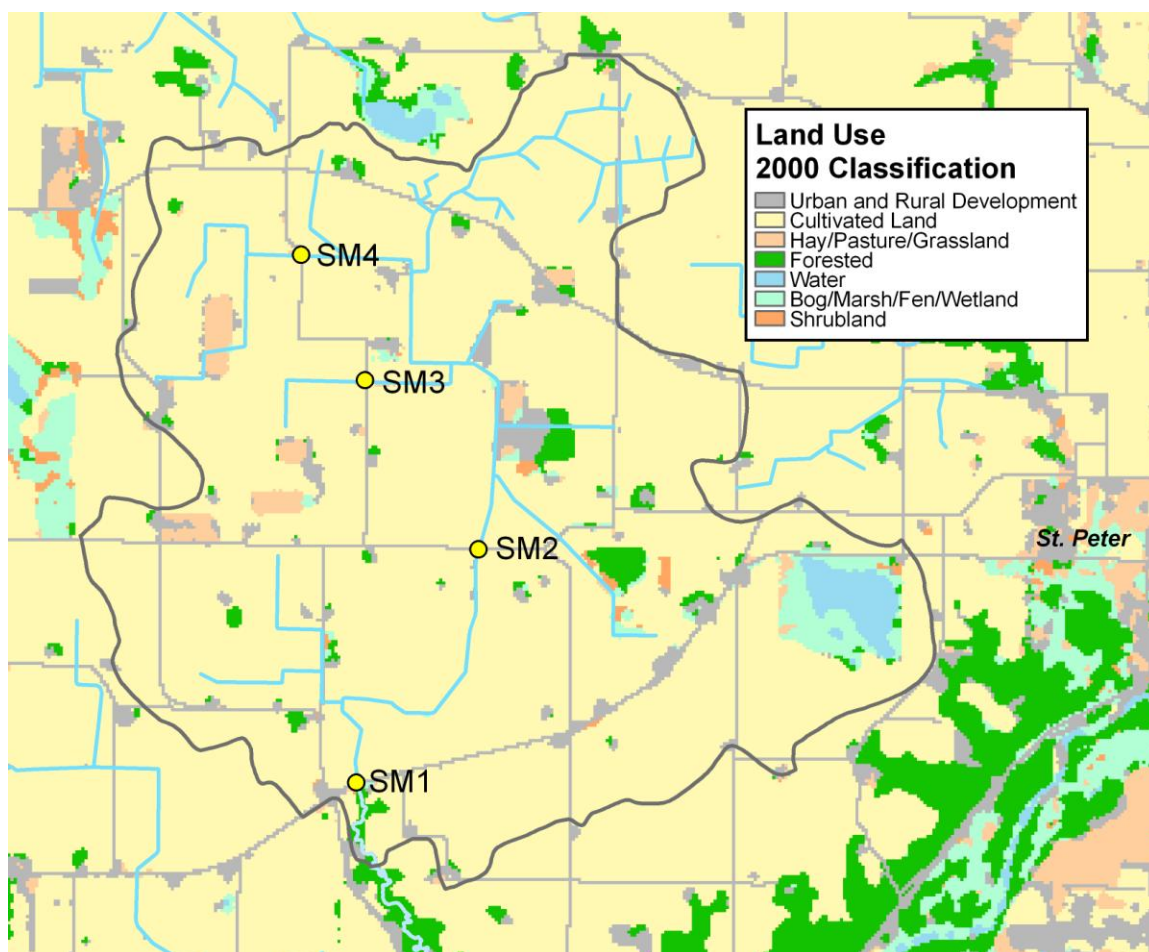 Land Use
2000 Classification
Urban and Rural Development
Cultivated Land
Hay/Pasture/Grassland
Forested
Water
Bog/Marsh/Fen/Wetland
Shrubland
SM4
SM3
SM2
St. Peter
SM1